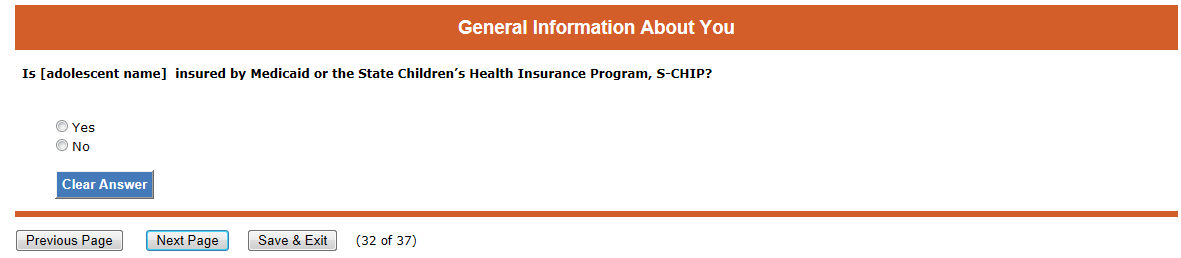 General Information About You
Is [adolescent name]  insured by Medicaid or the State Children’s Health Insurance Program, S-CHIP?
Yes
No
Clear Answer
Previous Page Next Page Save & Exit (32 of 37)